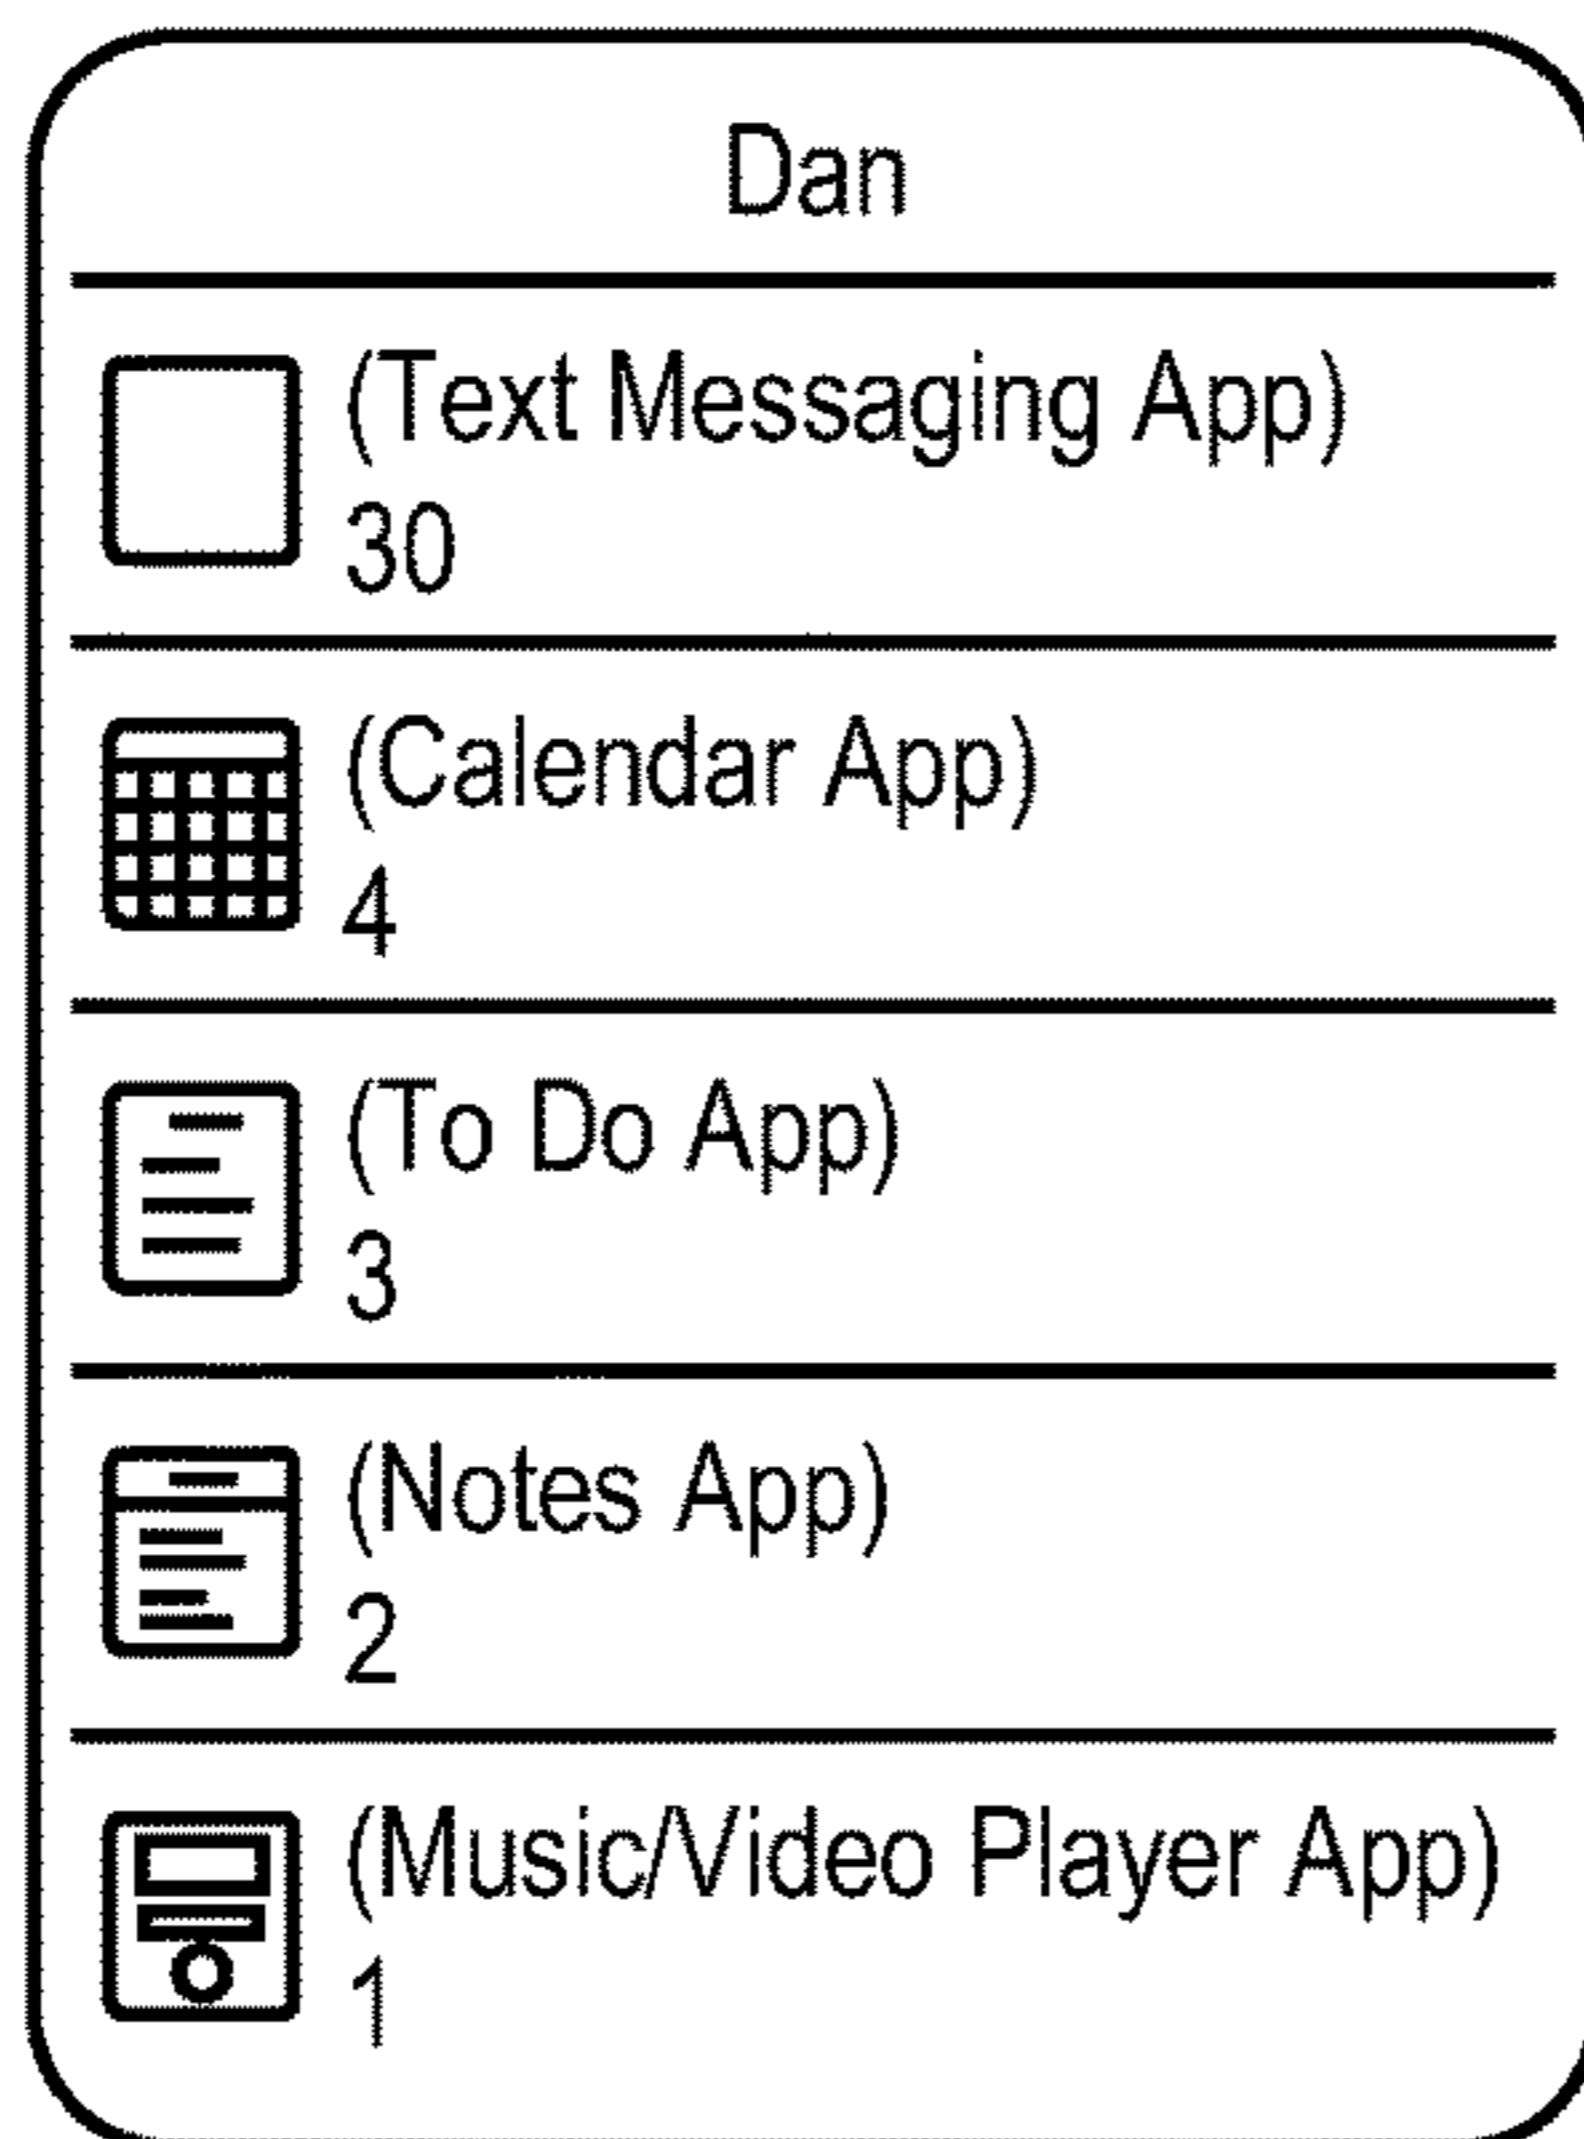 Dan
(Text Messaging App)
30
(Calendar App)
4
(To Do App)
3
(Notes App)
2
(Music/Video Player App)
1